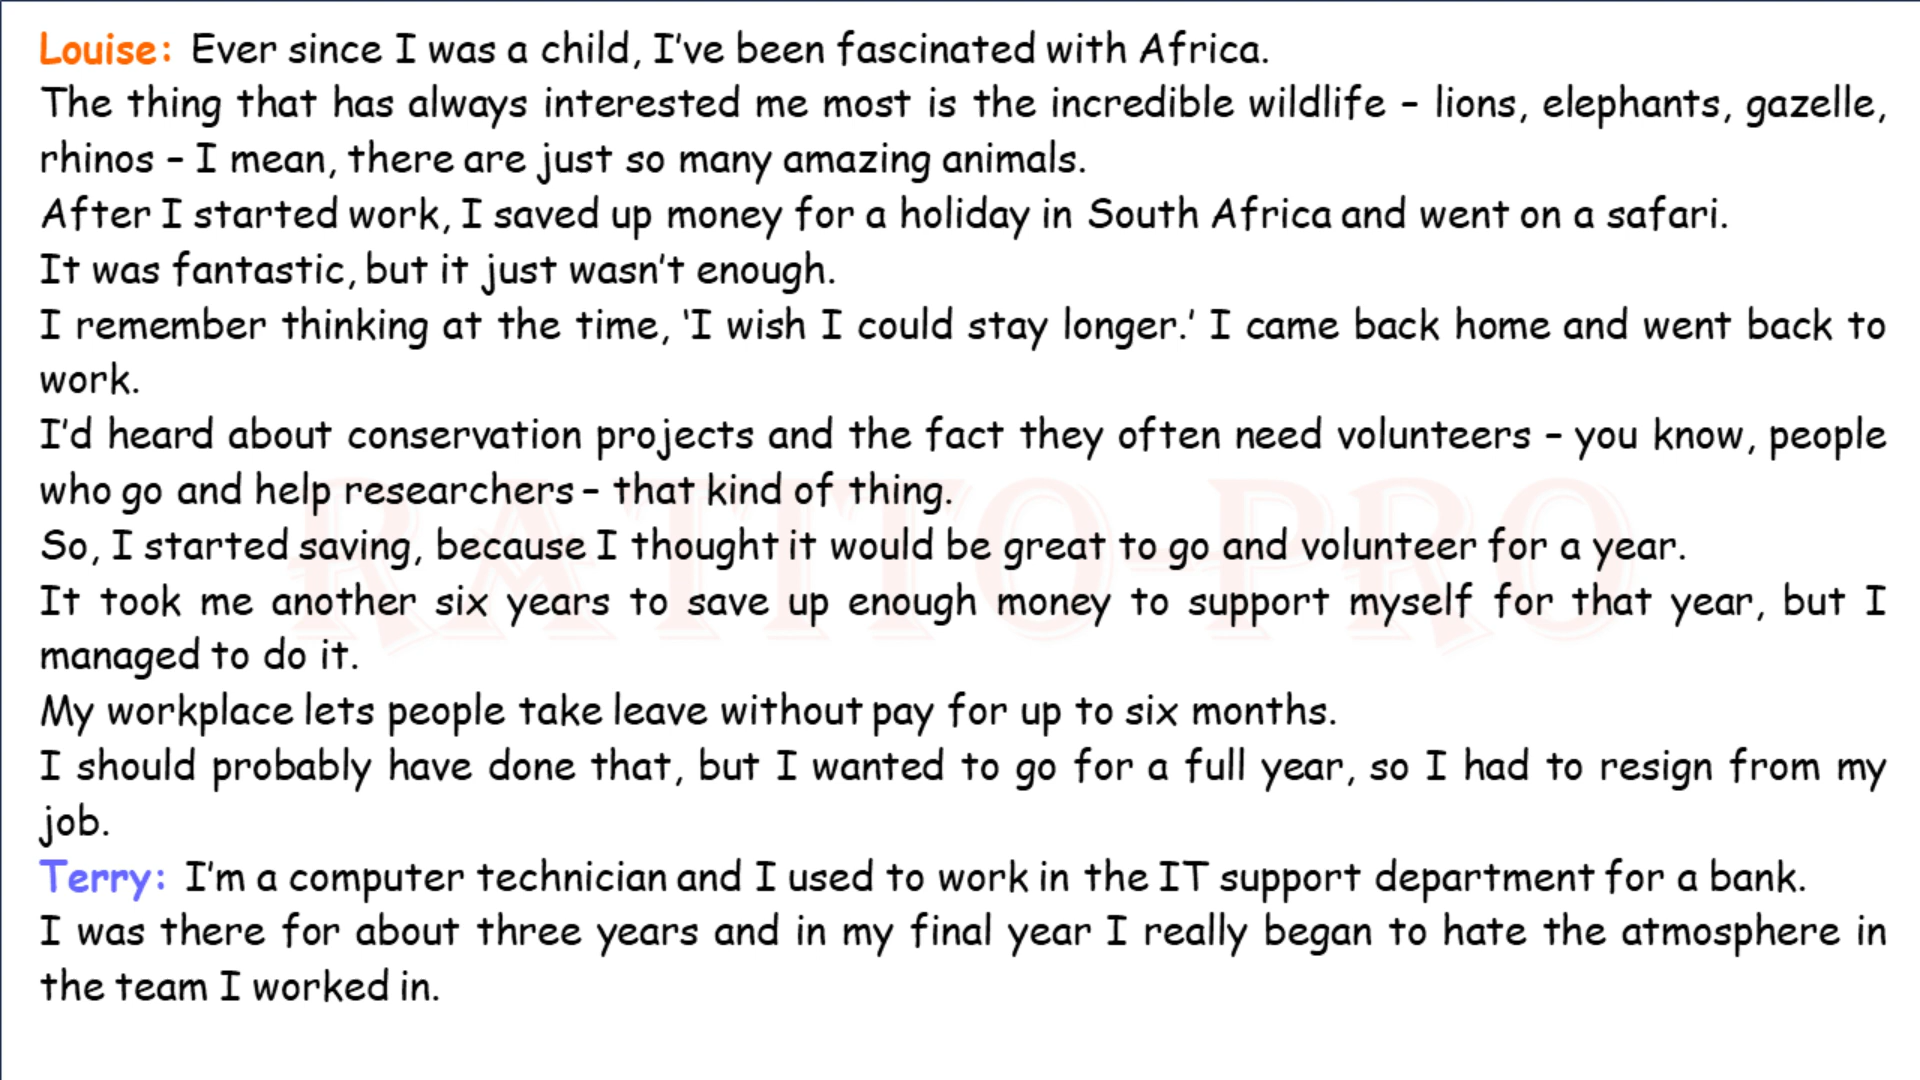 Louise: Ever since I was a child, I've been fascinated with Africa.
The thing that has always interested me most is the incredible wildlife – lions, elephants, gazelle,
rhinos – I mean, there are just so many amazing animals.
After I started work, I saved up money for a holiday in South Africa and went on a safari.
It was fantastic, but it just wasn't enough.
I remember thinking at the time, 'I wish I could stay longer.' I came back home and went back to
work.
I'd heard about conservation projects and the fact they often need volunteers – you know, people
who go and help researchers – that kind of thing.
So, I started saving, because I thought it would be great to go and volunteer for a year.
It took me another six years to save up enough money to support myself for that year, but I
managed to do it.
My workplace lets people take leave without pay for up to six months.
I should probably have done that, but I wanted to go for a full year, so I had to resign from my
job.
Terry: I'm a computer technician and I used to work in the IT support department for a bank.
I was there for about three years and in my final year I really began to hate the atmosphere in
the team I worked in.
RATITO-PRO